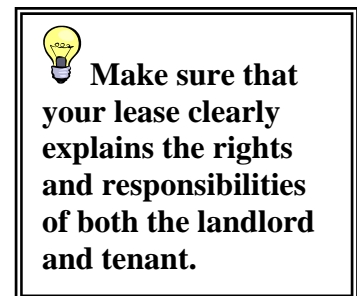 Make sure that
your lease clearly
explains the rights
and responsibilities
of both the landlord
and tenant.